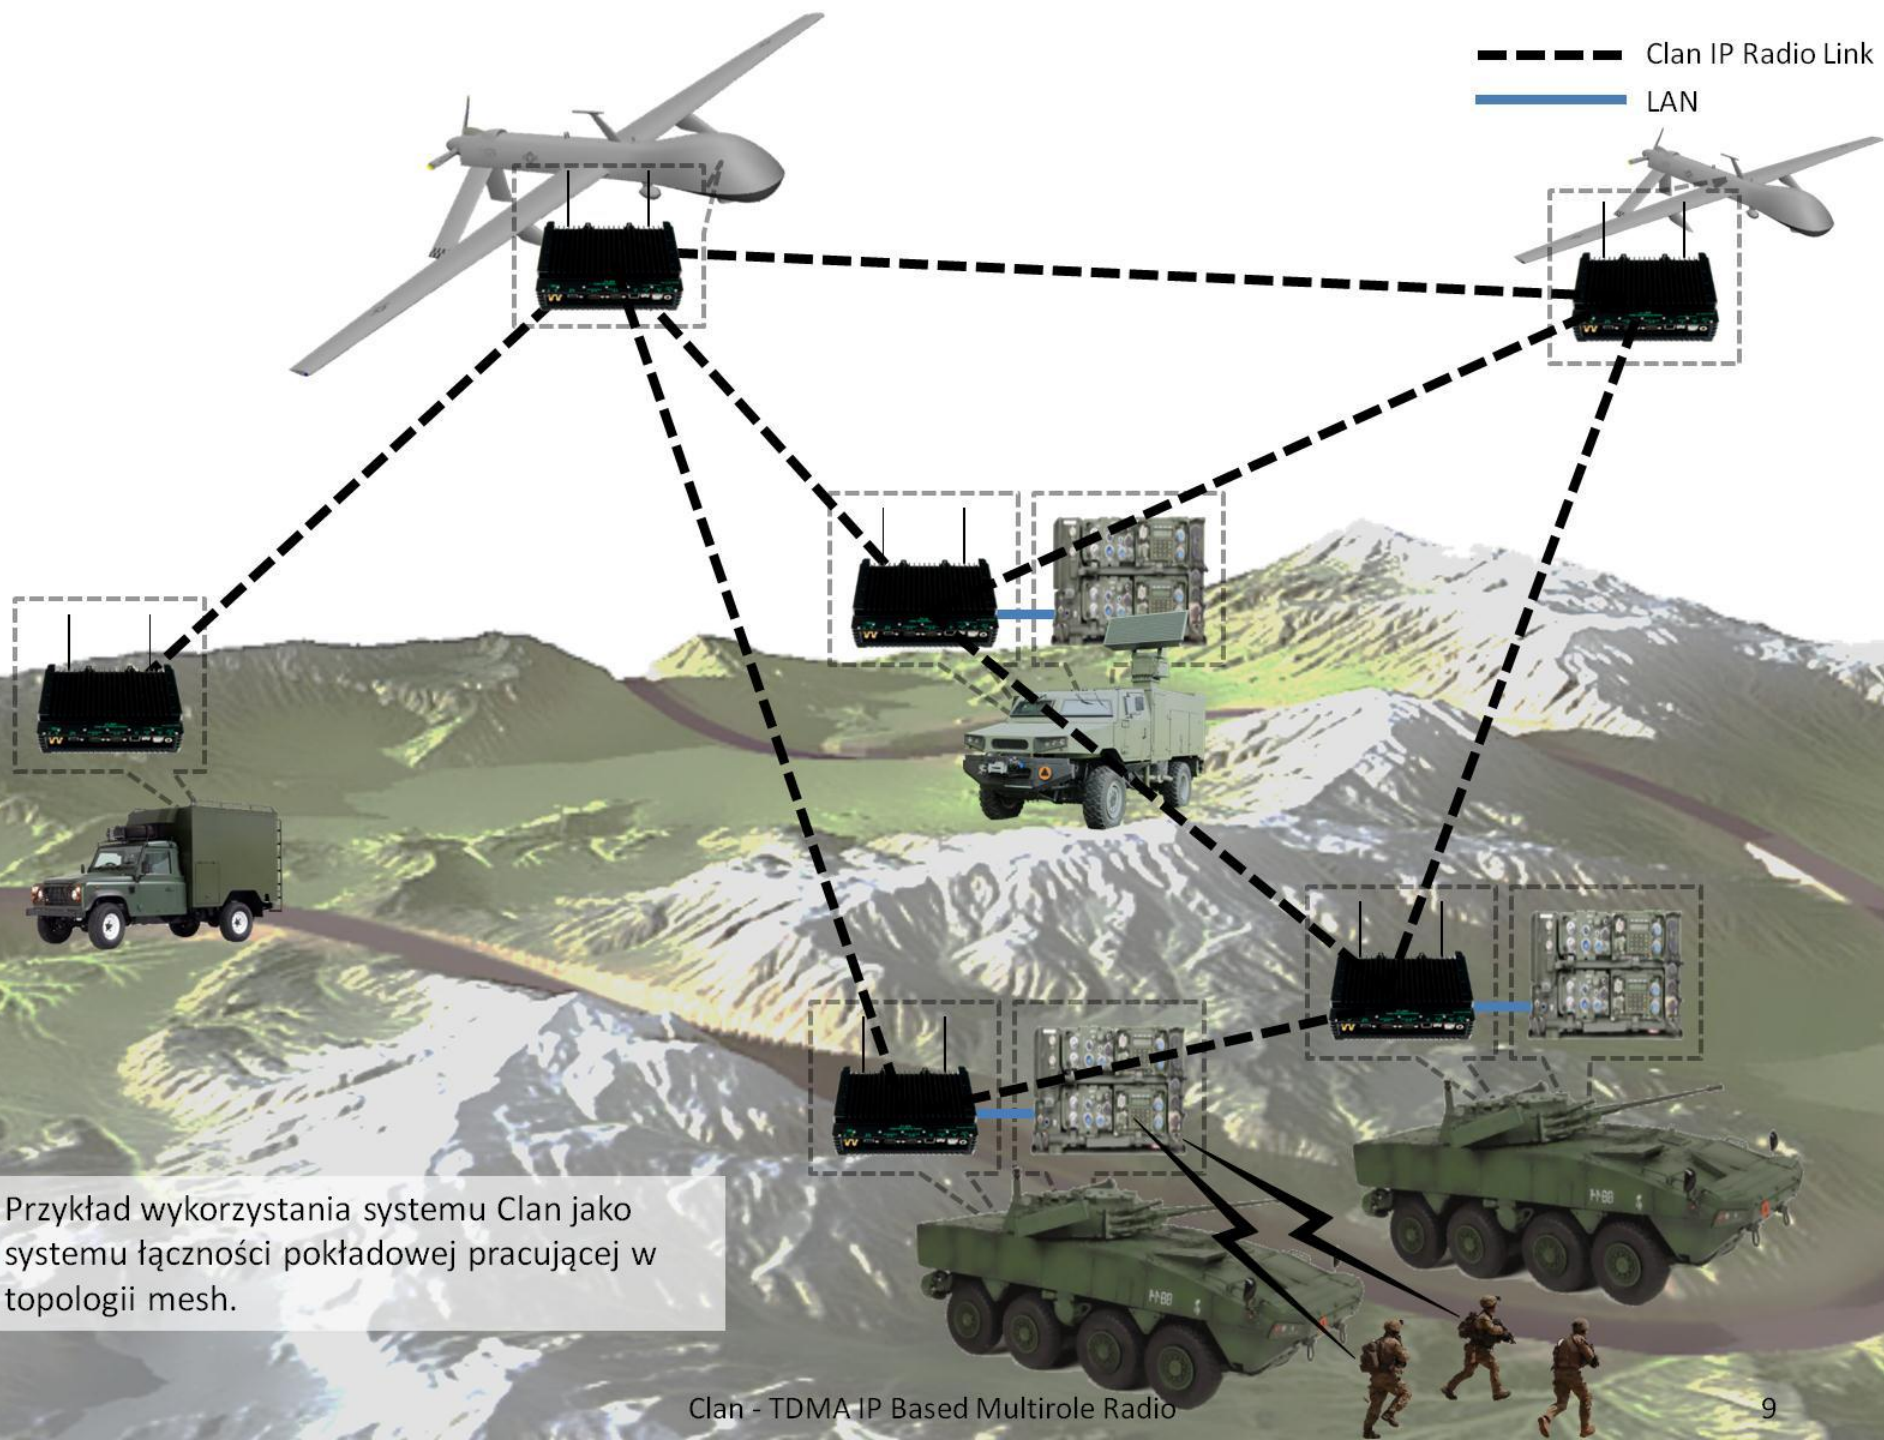 Clan IP Radio Link
LAN
Przykład wykorzystania systemu Clan jako
systemu łączności pokładowej pracującej w
topologii mesh.
Clan - TDMA IP Based Multirole Radio
9